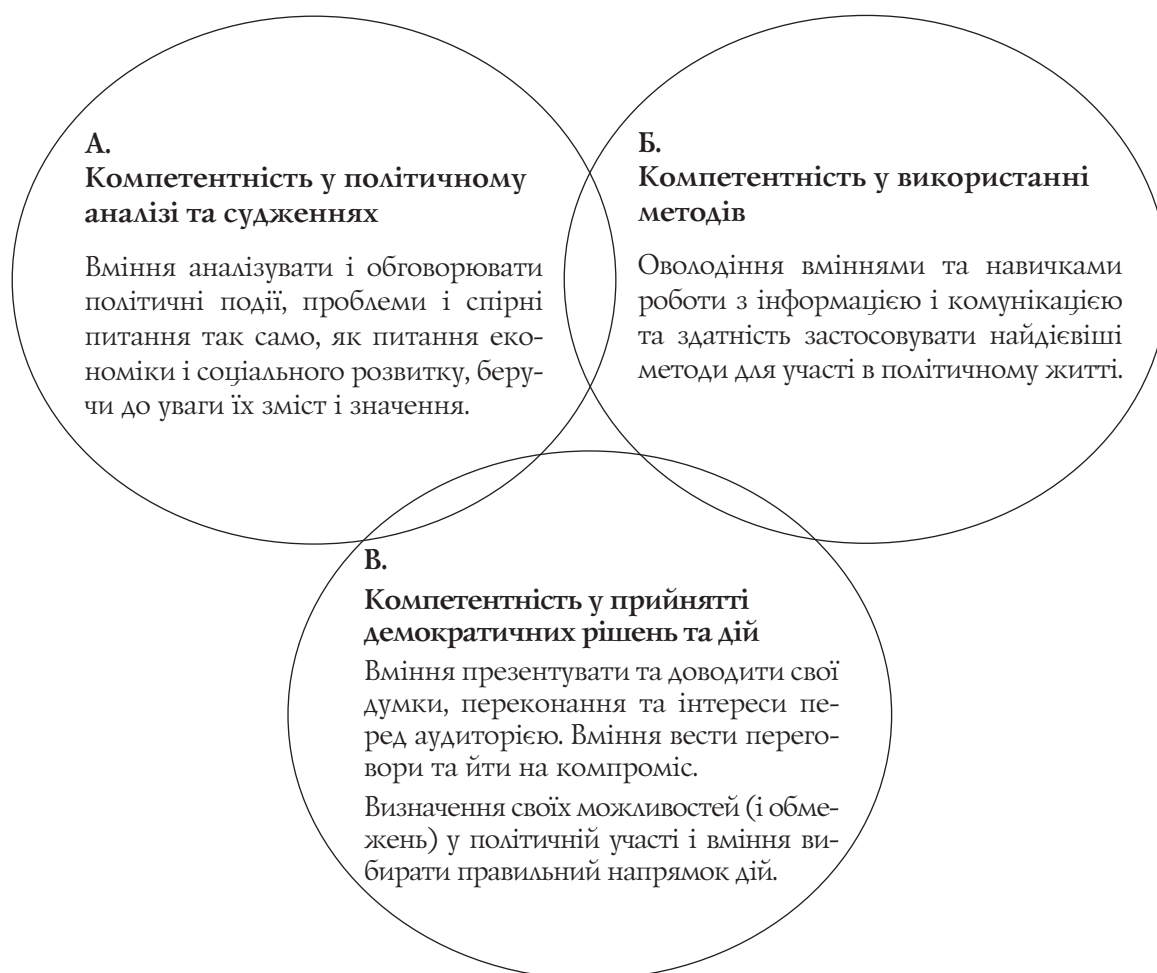 А.
Компетентність у політичному
аналізі та судженнях
Вміння аналізувати і обговорювати
політичні події, проблеми і спірні
питання так само, як питання еко-
номіки і соціального розвитку, беру-
чи до уваги їх зміст і значення.
Б.
Компетентність у використанні
методів
Оволодіння вміннями та навичками
роботи з інформацією і комунікацією
та здатність застосовувати найдієвіші
методи для участі в політичному житті.
В.
Компетентність у прийнятті
демократичних рішень та дій
Вміння презентувати та доводити свої
думки, переконання та інтереси пе-
ред аудиторією. Вміння вести перего-
вори та йти на компроміс.
Визначення своїх можливостей (і обме-
жень) у політичній участі і вміння ви-
бирати правильний напрямок дій.